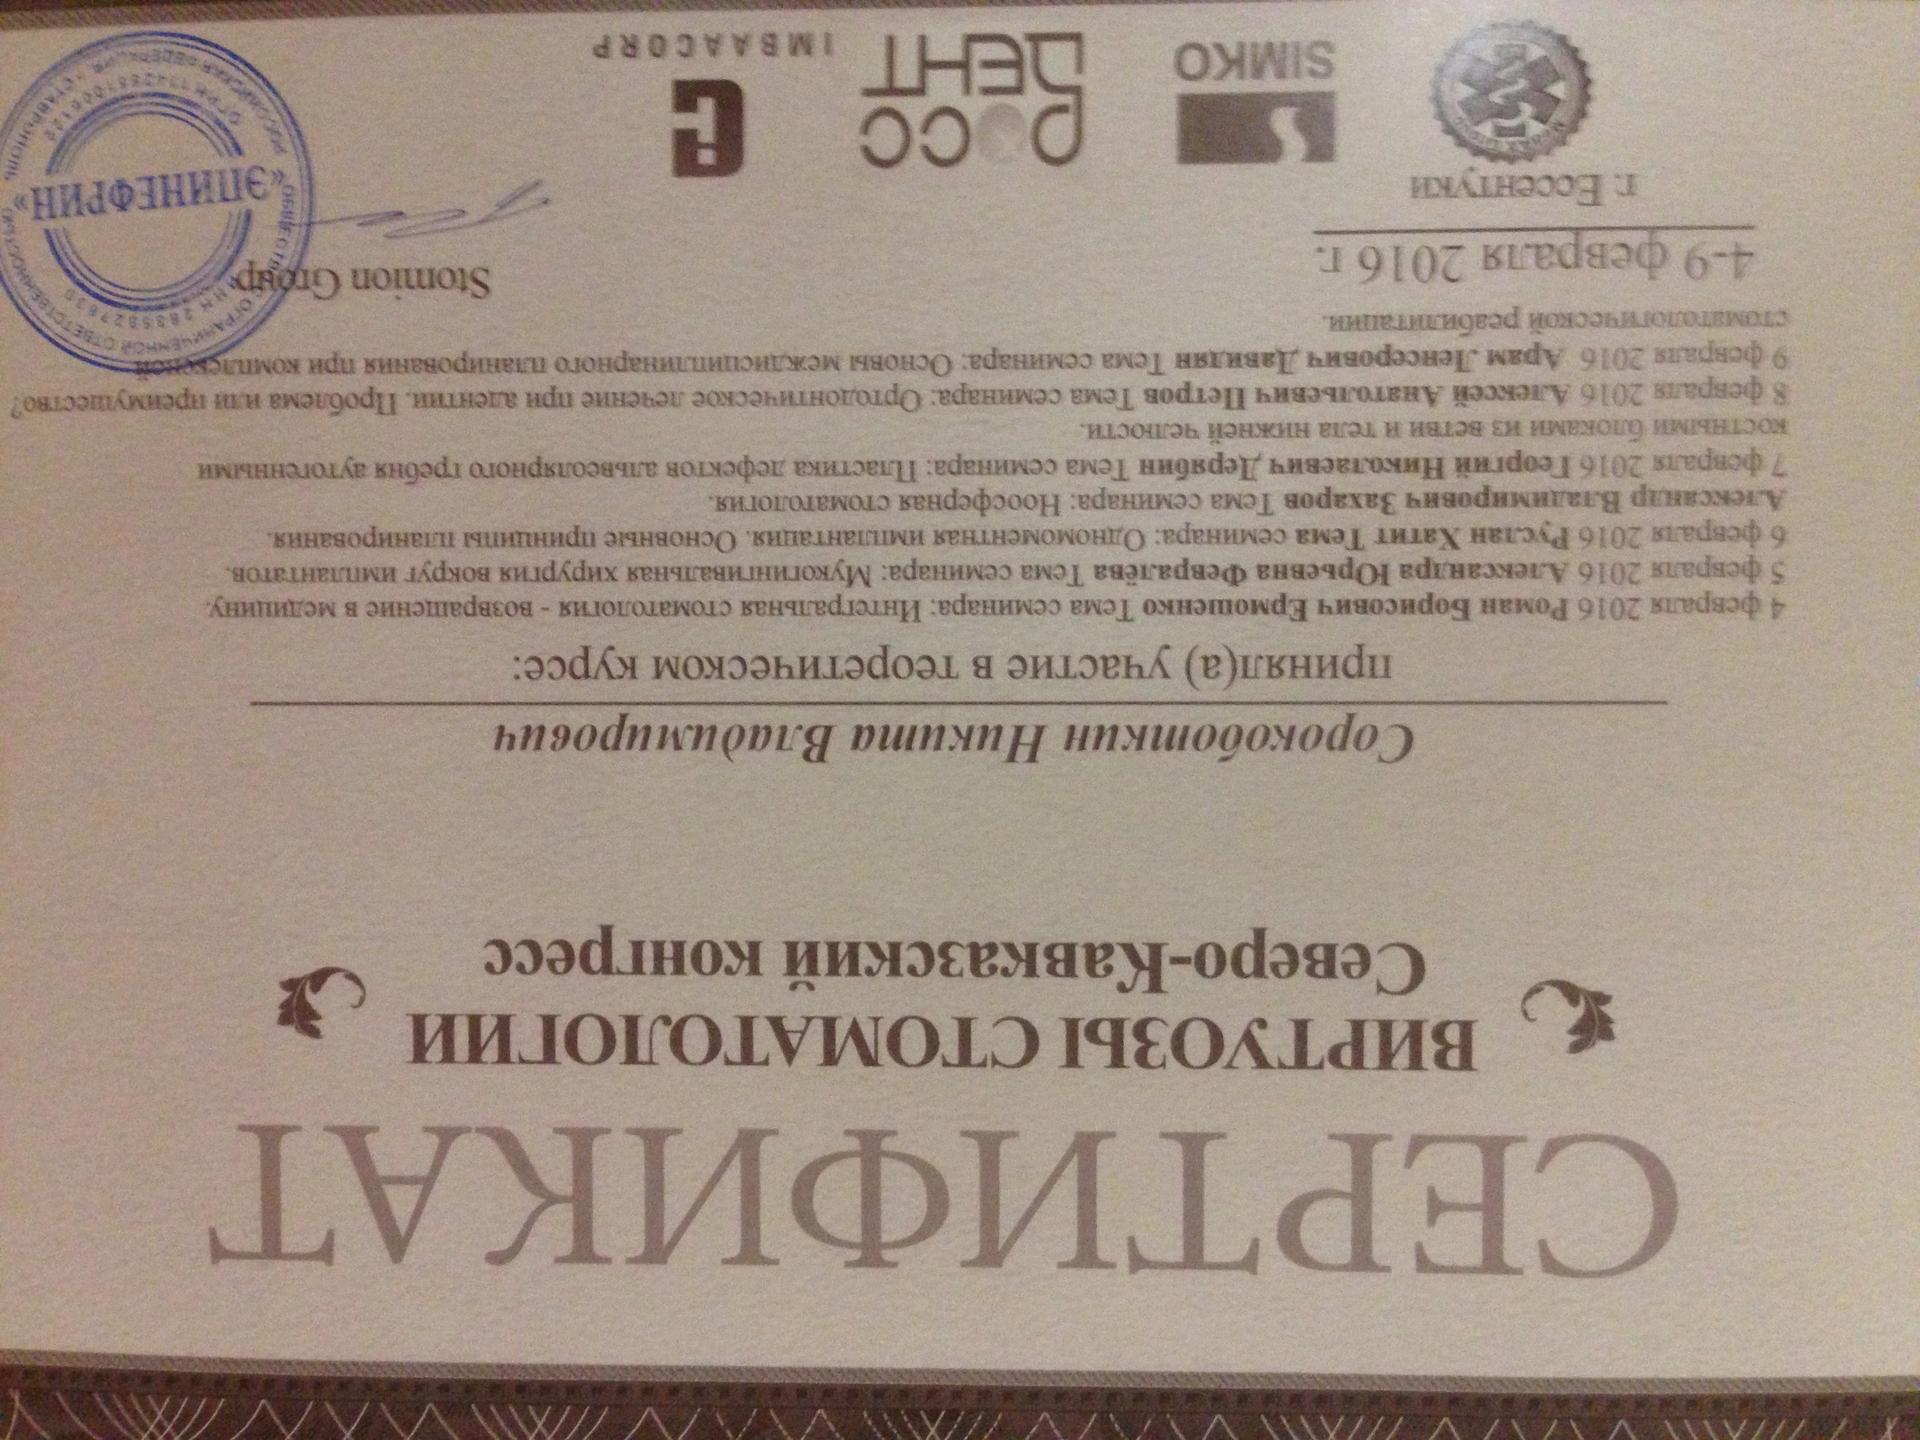 СЕРТИФИКАТ
ВИРТУОЗЫ СТОМАТОЛОГИИ
Северо-Кавказский конгресс
Сорокоботкин Никита Владимирович
принял(а) участие в теоретическом курсе:
4 февраля 2016 Роман Борисович Ермошенко Тема семинара: Интегральная стоматология - возвращение в медицину.
5 февраля 2016 Александра Юрьевна Февралёва Тема семинара: Мукогингивальная хирургия вокруг имплантатов.
6 февраля 2016 Руслан Хатит Тема семинара: Одномоментная имплантация. Основные принципы планирования.
Александр Владимирович Захаров Тема семинара: Ноосферная стоматология.
7 февраля 2016 Георгий Николаевич Дерябин Тема семинара: Пластика дефектов альвеолярного гребня аутогенными
костными блоками из ветви и тела нижней челюсти.
8 февраля 2016 Алексей Анатольевич Петров Тема семинара: Ортодонтическое лечение при адентии. Проблема или преимущество?
9 февраля 2016 Арам Ленсерович Давидян Тема семинара: Основы междисциплинарного планирования при комплексной
стоматологической реабилитации.
4-9 февраля 2016 г.
г. Ессентуки
Stomion Group
«ЭПИНЕФРИН»
SIMKO
РОСС
ДЕНТ
IMBAACORP